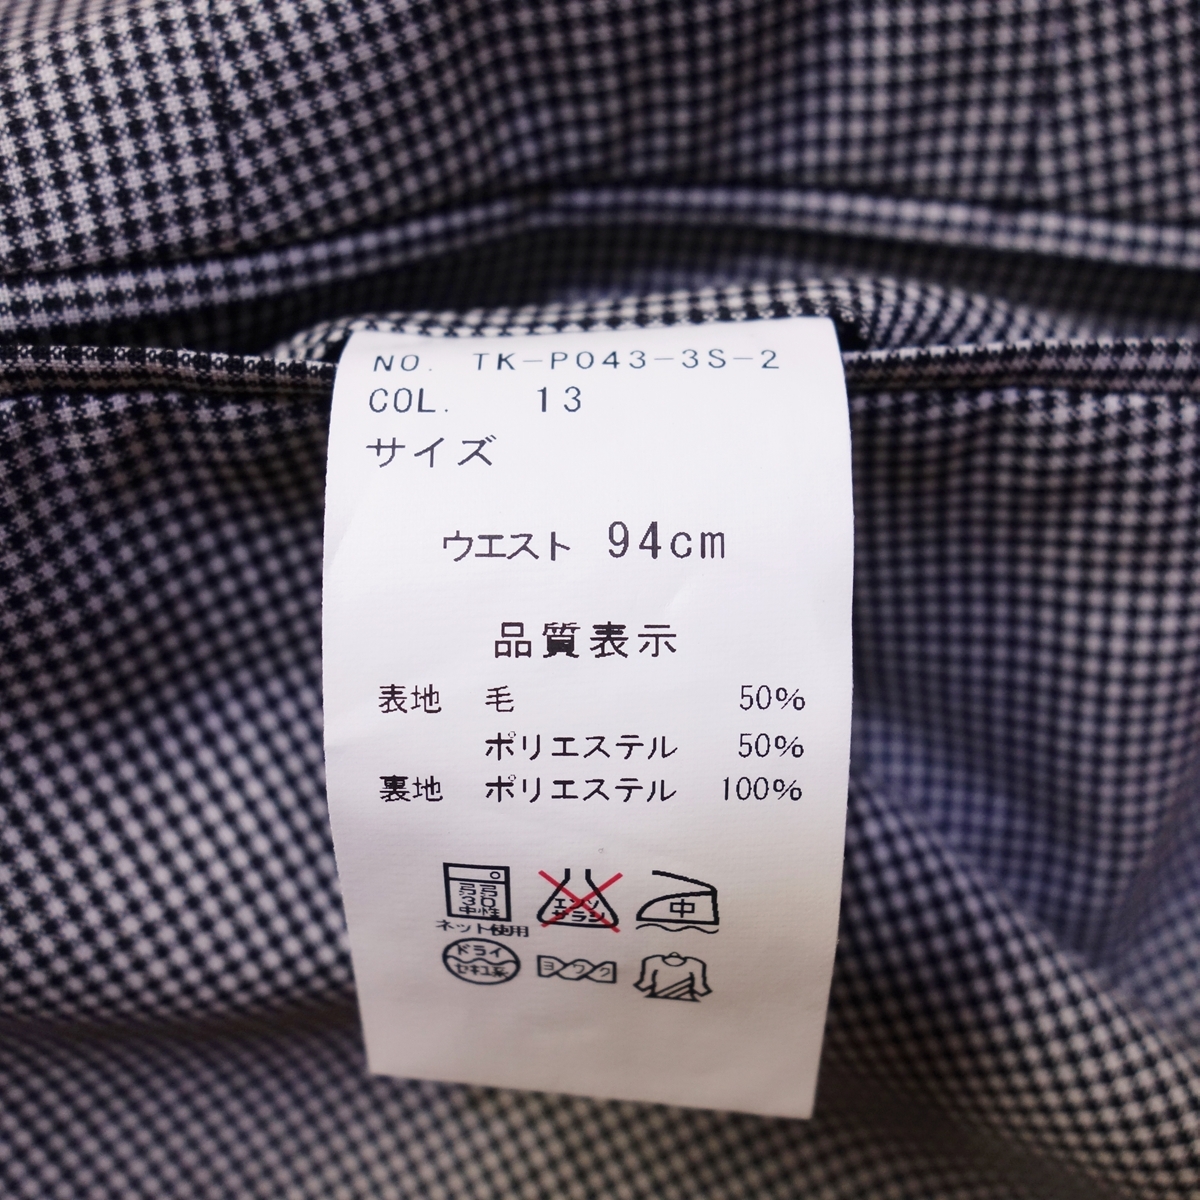 NO. TK-P043-3S-2
COL. 13
サイズ
ウエスト 94cm
品質表示
表地 毛 50%
ポリエステル 50%
裏地 ポリエステル 100%
弱 30 中性
エンソ サラシ
中
ネット使用
ドライ セキユ系
ヨワク